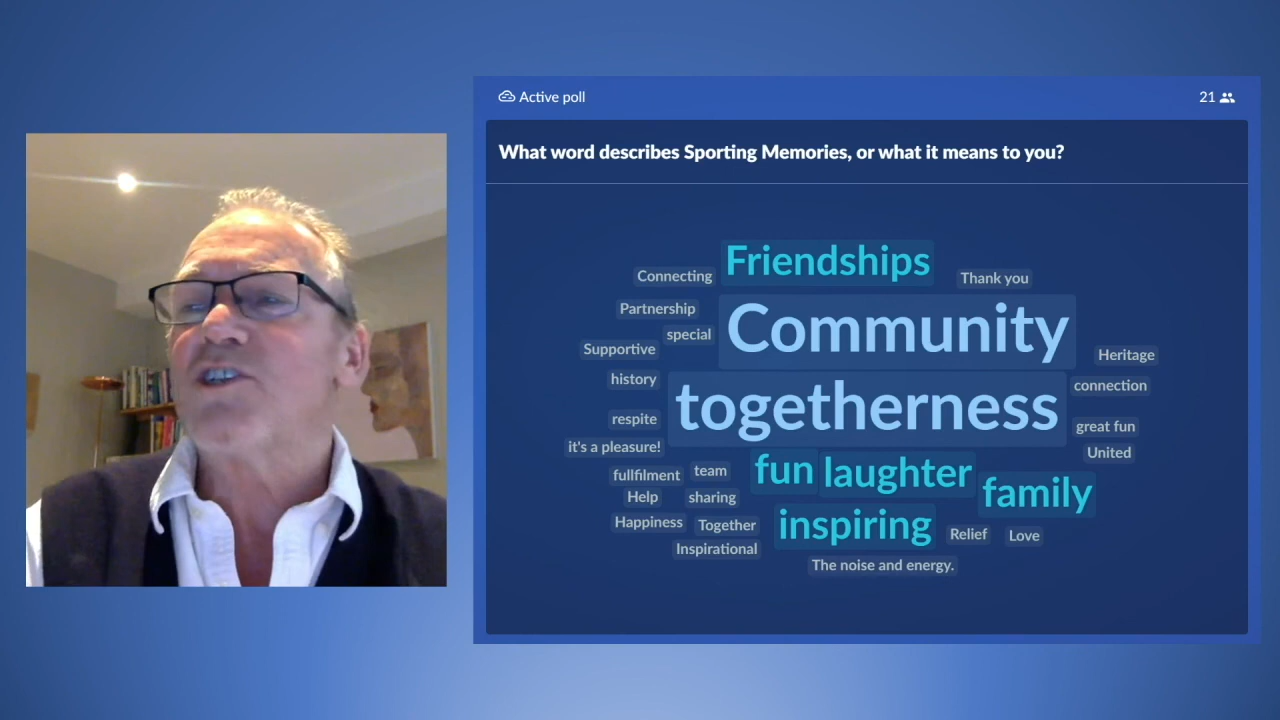 Active poll
21
What word describes Sporting Memories, or what it means to you?
Friendships
Connecting
Thank you
Partnership
special
Community
Supportive
Heritage
history
connection
togetherness
respite
great fun
it's a pleasure!
United
fullfilment
team
fun
laughter
family
Help
sharing
Happiness
Together
inspiring
Relief
Love
Inspirational
The noise and energy.